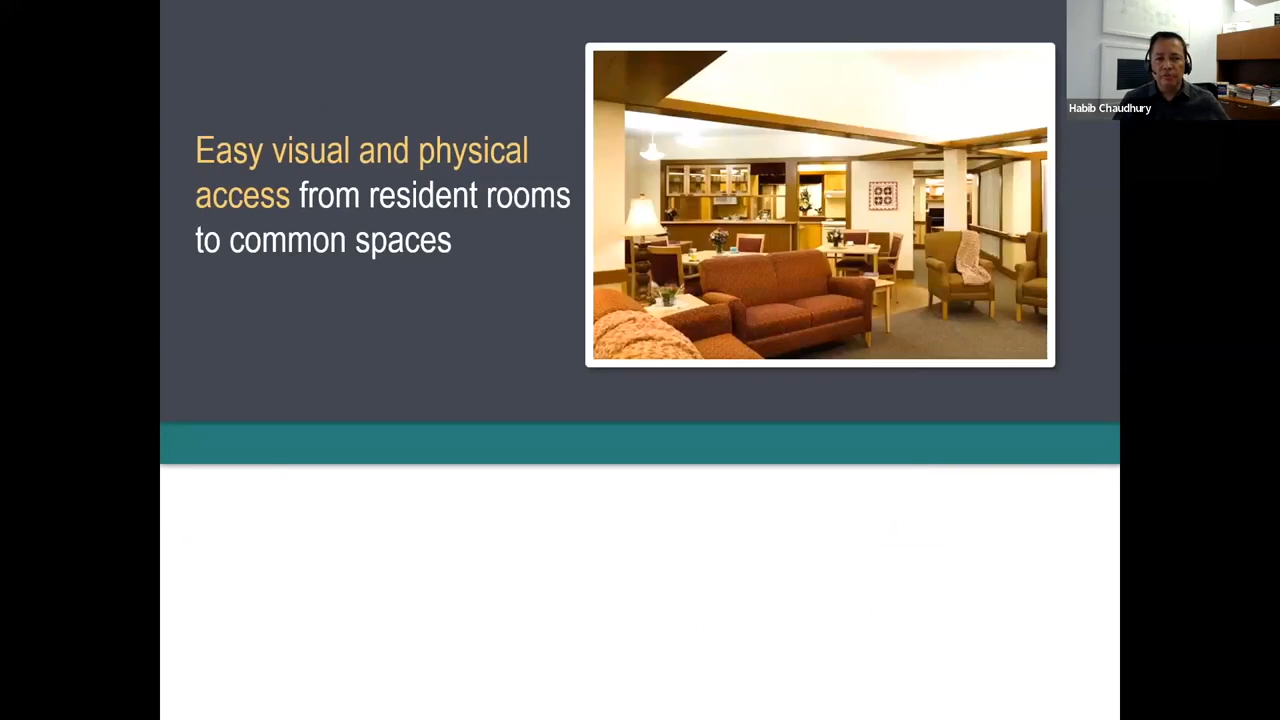 Easy visual and physical
access from resident rooms
to common spaces
Habib Chaudhury